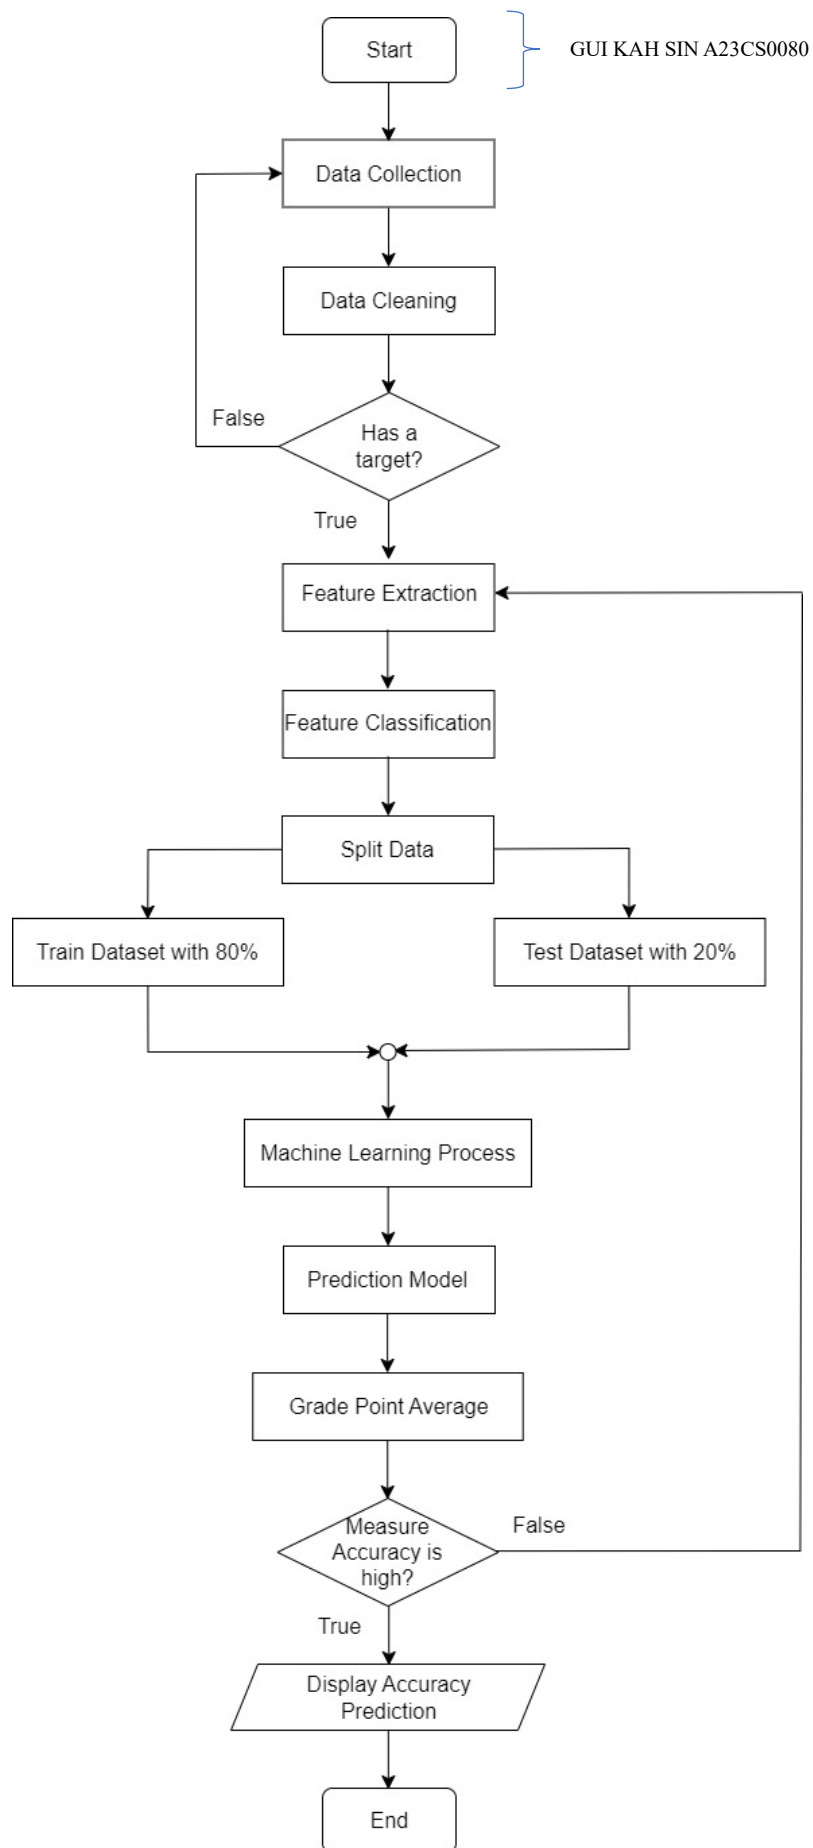 Start
GUI KAH SIN A23CS0080
Data Collection
Data Cleaning
False
Has a
target?
True
Feature Extraction
Feature Classification
Split Data
Train Dataset with 80%
Test Dataset with 20%
Machine Learning Process
Prediction Model
Grade Point Average
Measure
Accuracy is
high?
False
True
Display Accuracy
Prediction
End